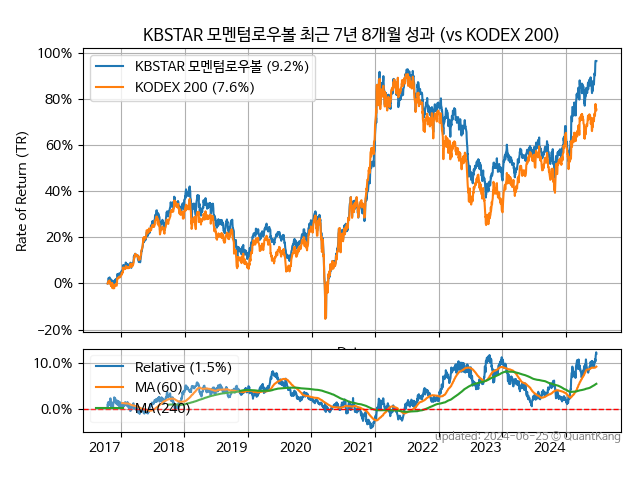 KBSTAR 모멘텀로우볼 최근 7년 8개월 성과 (vs KODEX 200)
KBSTAR 모멘텀로우볼 (9.2%)
KODEX 200 (7.6%)
Rate of Return (TR)
100%
80%
60%
40%
20%
0%
−20%
Relative (1.5%)
MA(60)
MA(240)
10.0%
0.0%
2017 2018 2019 2020 2021 2022 2023 2024
Updated: 2024-06-25 © QuantKang